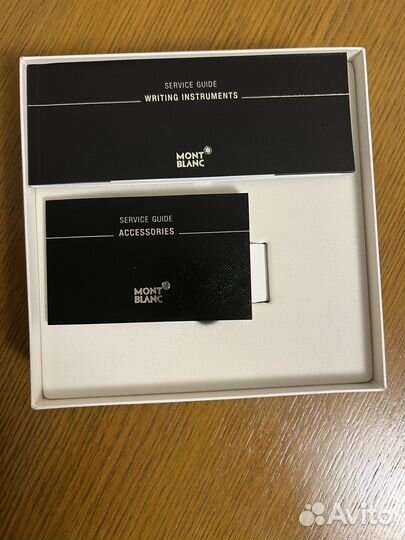 SERVICE GUIDE
WRITING INSTRUMENTS
MONT
BLANC
SERVICE GUIDE
ACCESSORIES
MONT
BLANC
Avito